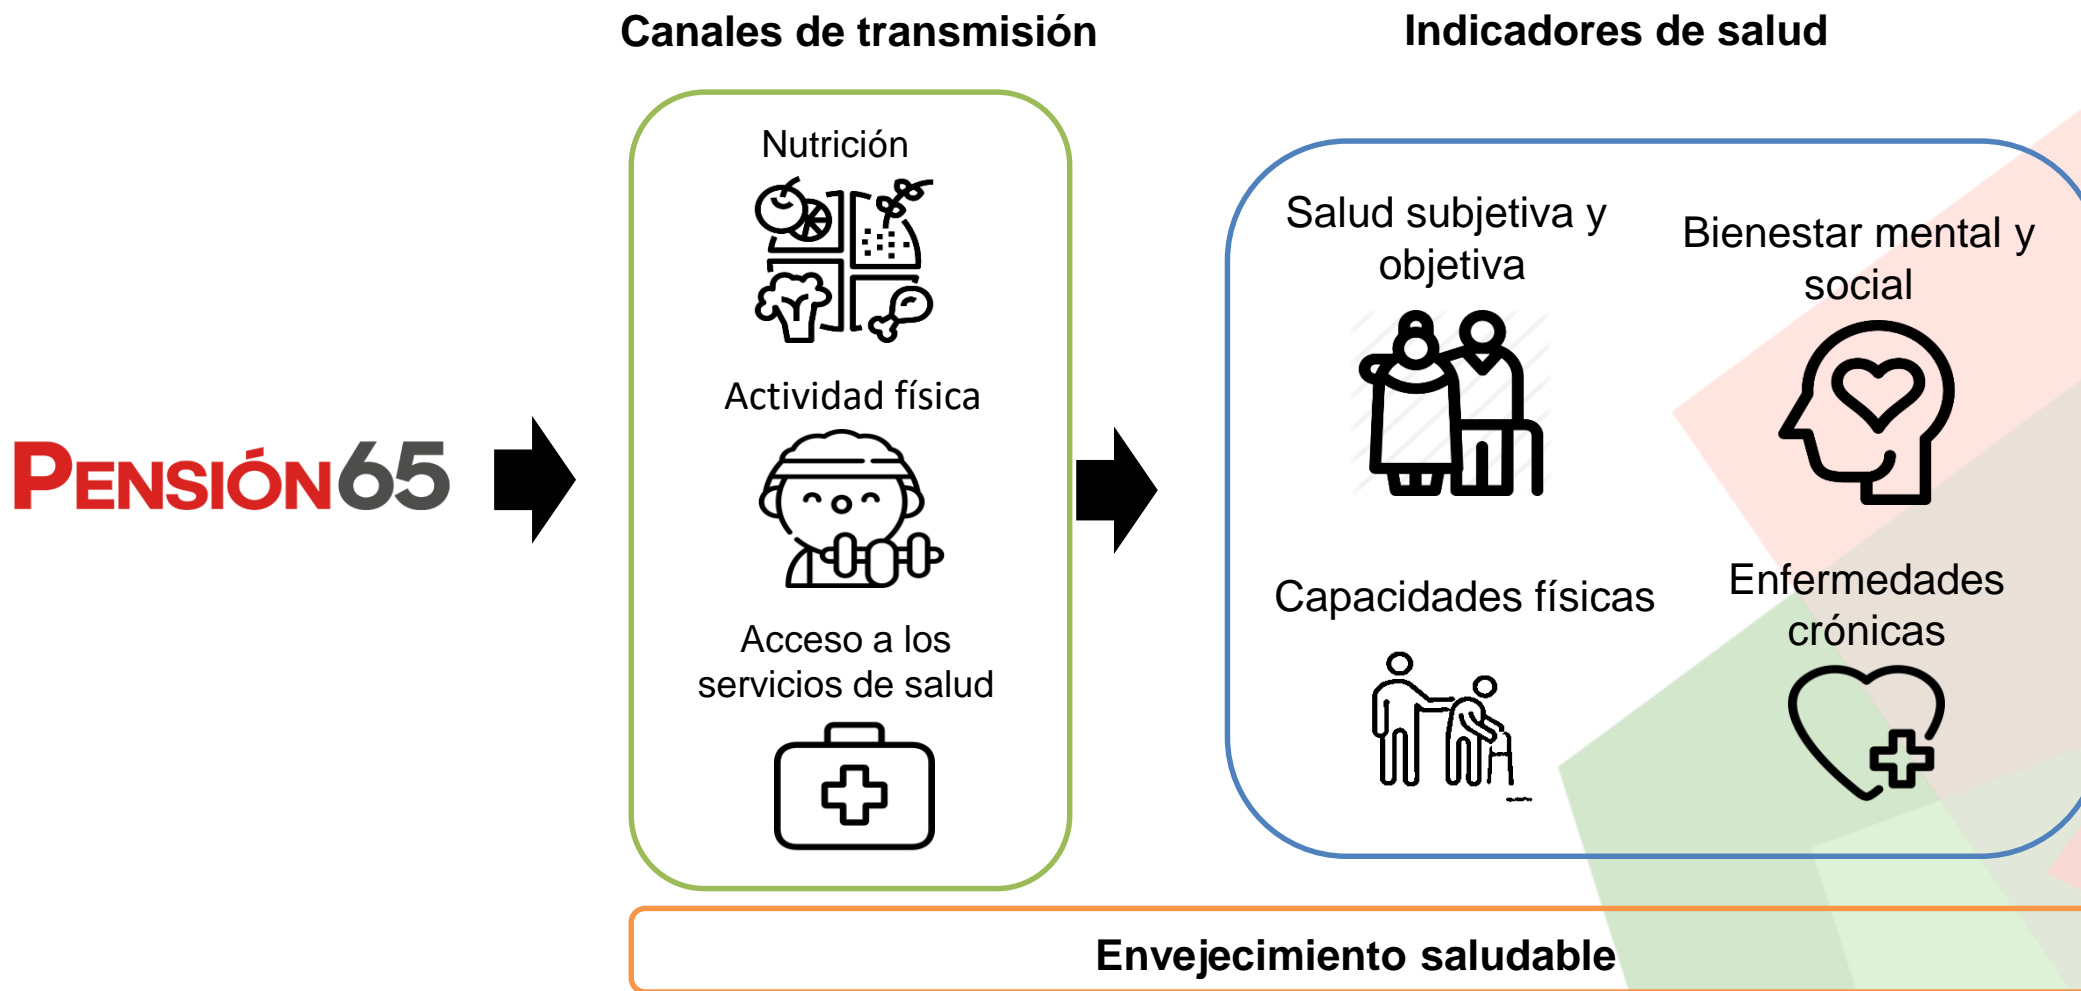 Canales de transmisión
Indicadores de salud
Nutrición
Actividad física
Acceso a los
servicios de salud
PENSIÓN65
Salud subjetiva y
objetiva
Bienestar mental y
social
Capacidades físicas
Enfermedades
crónicas
Envejecimiento saludable